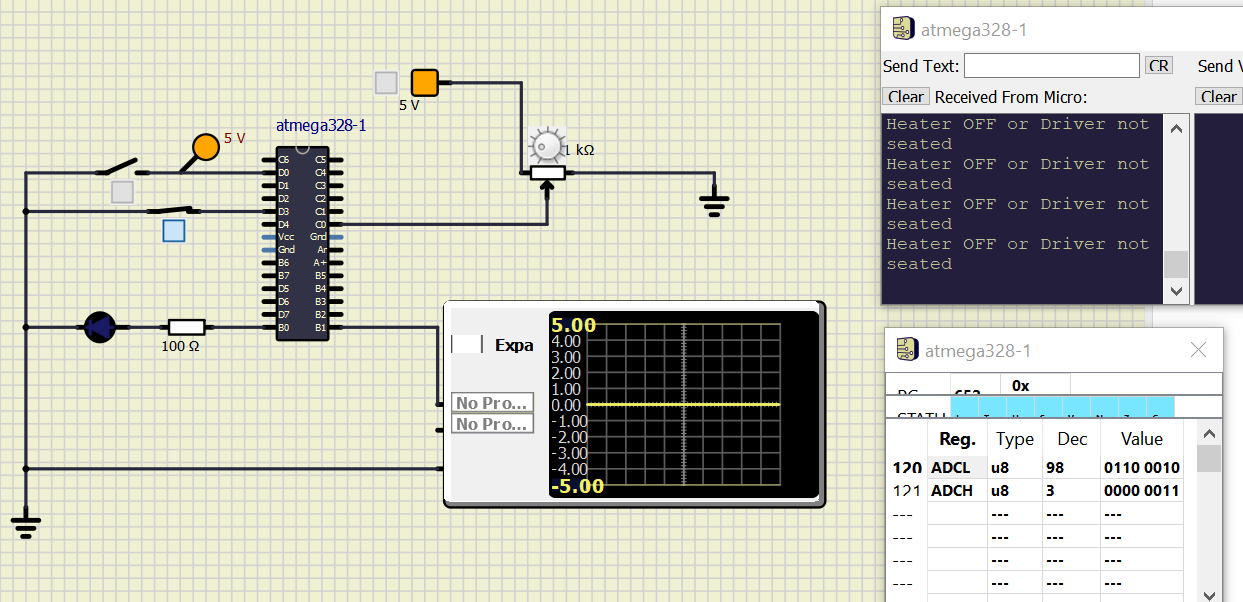 atmega328-1
Send Text:
CR
Send V
Clear
Received From Micro:
Clear
Heater OFF or Driver not
seated
Heater OFF or Driver not
seated
Heater OFF or Driver not
seated
Heater OFF or Driver not
seated
5 V
atmega328-1
5 V
1 kΩ
C6 C5
D0 C4
D1 C3
D2 C2
D3 C1
D4 C0
Vcc Gnd
Gnd Ar
B6 A+
B7 B5
D5 B4
D6 B3
D7 B2
B0 B1
100 Ω
Expa
No Pro...
No Pro...
5.00
4.00
3.00
2.00
1.00
0.00
-1.00
-2.00
-3.00
-4.00
-5.00
atmega328-1
0x
Reg. Type Dec Value
120 ADCL u8 98 0110 0010
121 ADCH u8 3 0000 0011
--- --- --- ---
--- --- --- ---
--- --- --- ---
--- --- --- ---